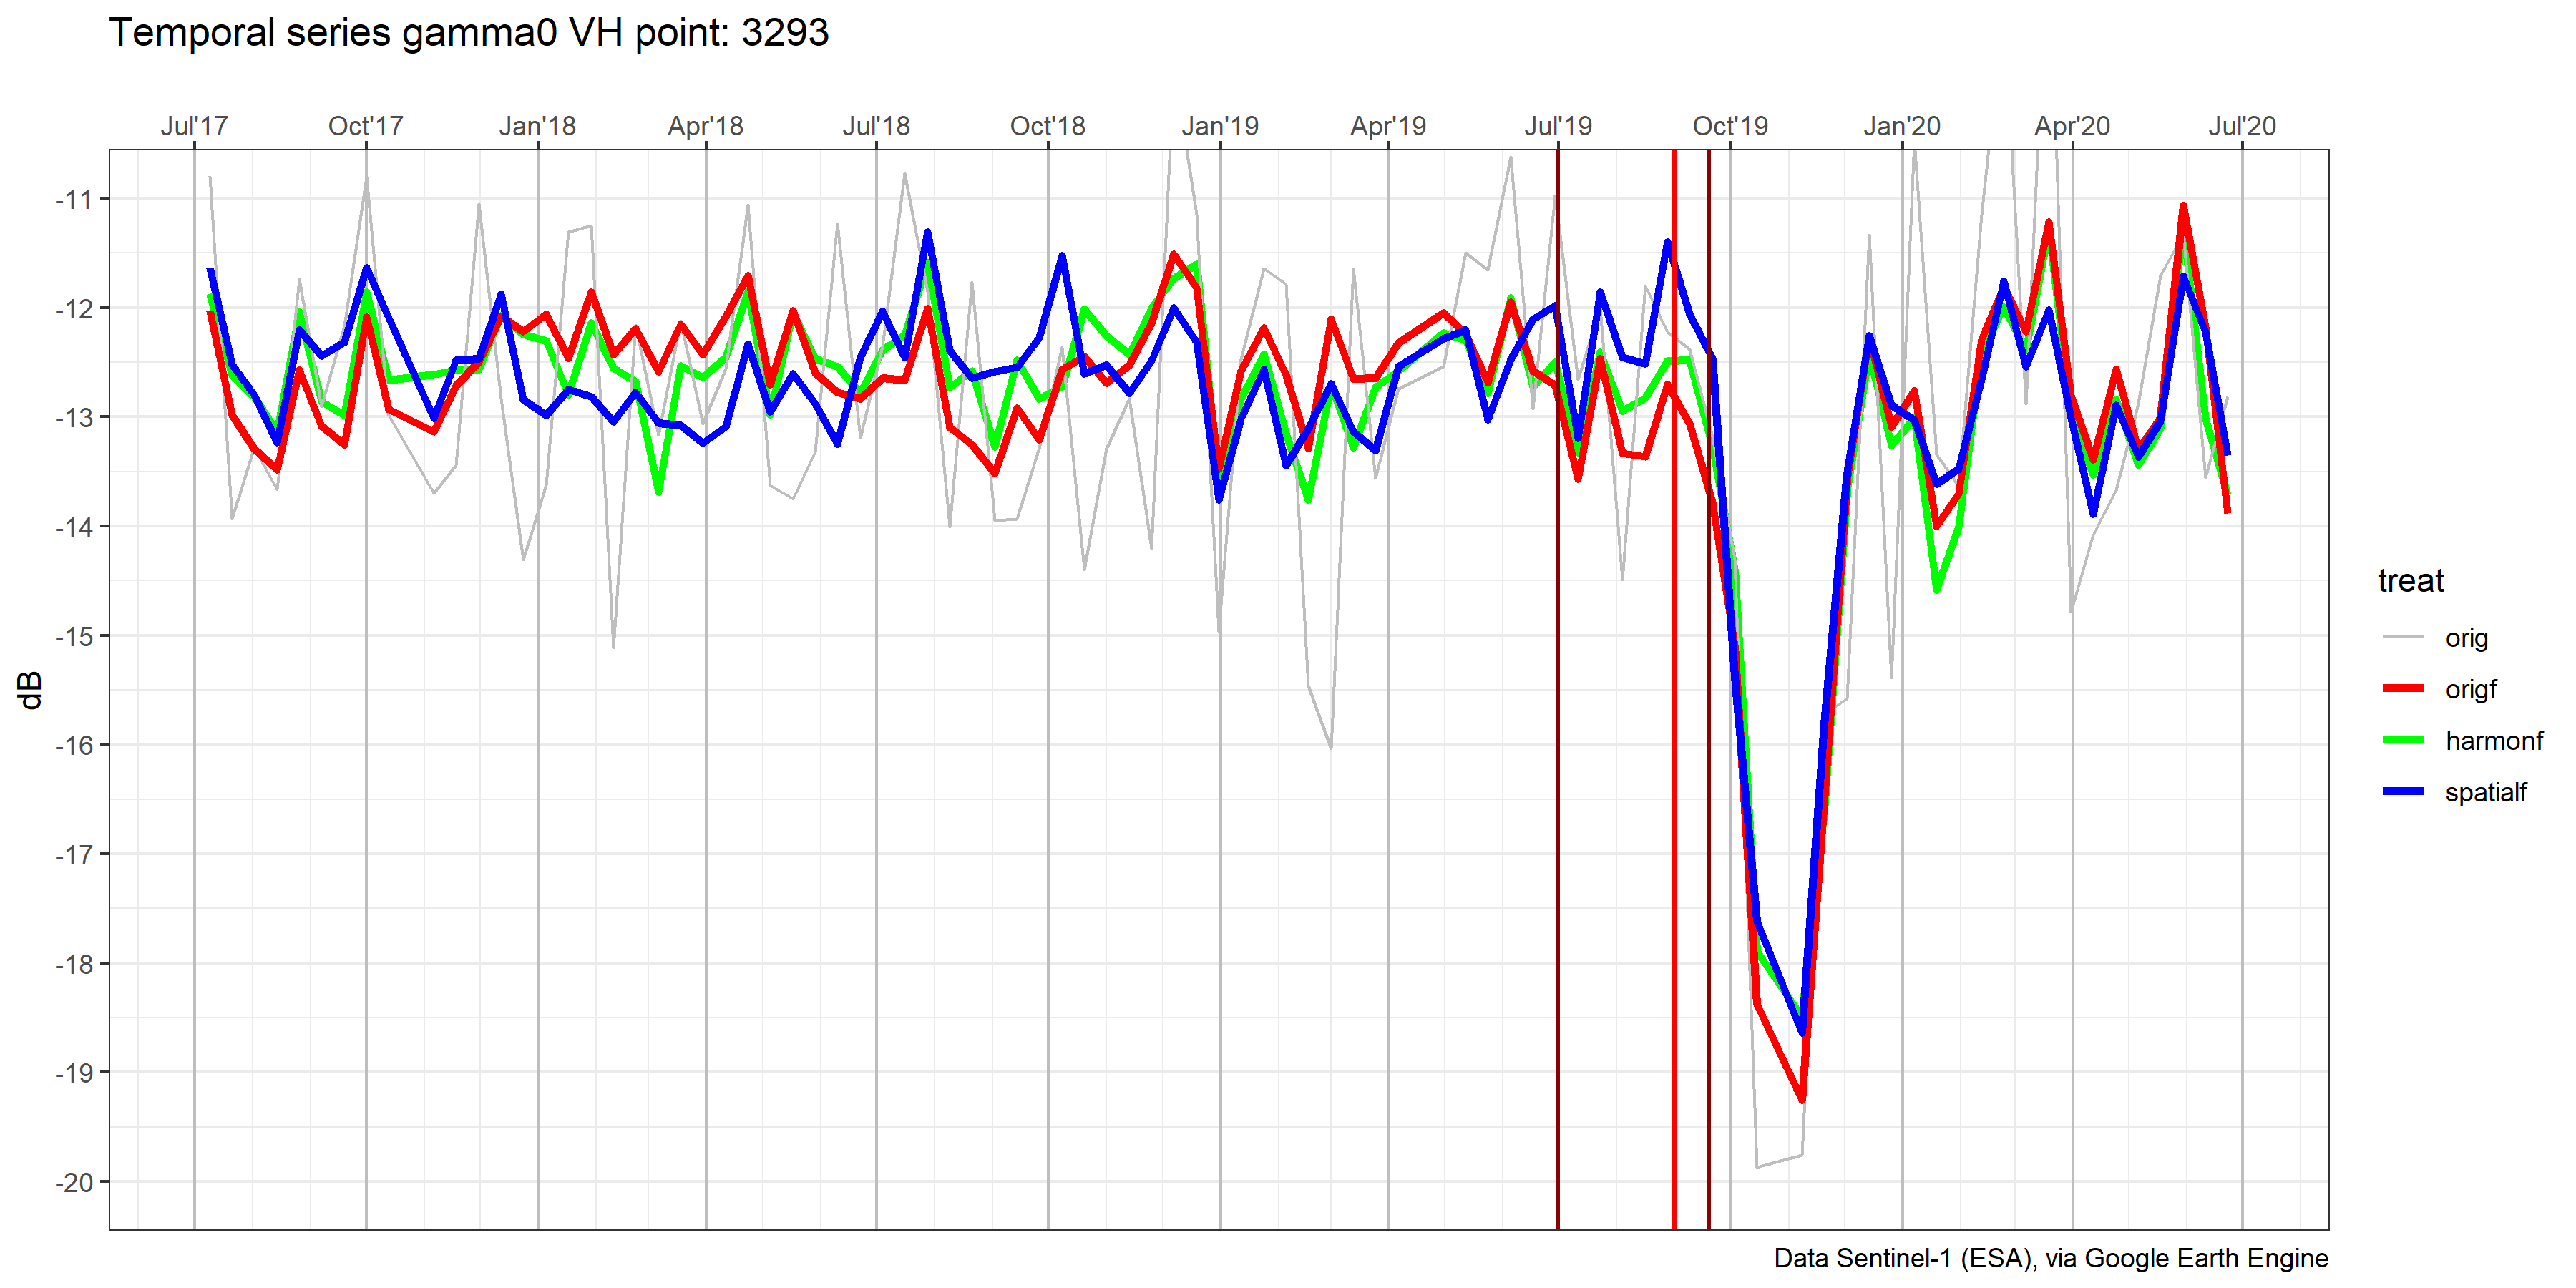 Temporal series gamma0 VH point: 3293
Jul'17 Oct'17 Jan'18 Apr'18 Jul'18 Oct'18 Jan'19 Apr'19 Jul'19 Oct'19 Jan'20 Apr'20 Jul'20
-11
-12
-13
-14
-15
-16
-17
-18
-19
-20
dB
treat
orig
origf
harmonf
spatialf
Data Sentinel-1 (ESA), via Google Earth Engine